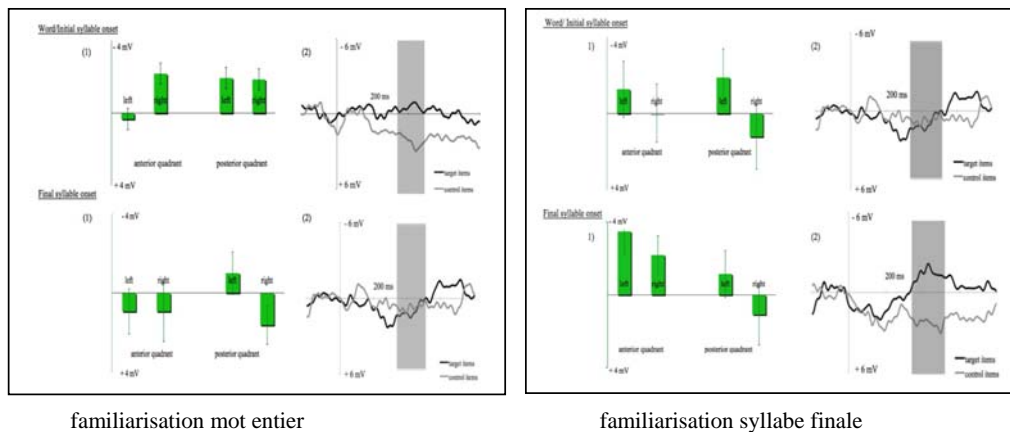 Word/Initial syllable onset
(1)
- 4 mV
left
right
left
right
anterior quadrant
posterior quadrant
+ 4 mV
(2)
- 6 mV
200 ms
+ 6 mV
target items
control items
Final syllable onset
(1)
- 4 mV
left
right
left
right
anterior quadrant
posterior quadrant
+ 4 mV
(2)
- 6 mV
200 ms
+ 6 mV
target items
control items
familiarisation mot entier
Word/ Initial syllable onset
1)
- 4 mV
left
right
left
right
anterior quadrant
posterior quadrant
+ 4 mV
(2)
- 6 mV
200 ms
+ 6 mV
target items
control items
Final syllable onset
1)
- 4 mV
left
right
left
right
anterior quadrant
posterior quadrant
+ 4 mV
(2)
- 6 mV
200 ms
+ 6 mV
target items
control items
familiarisation syllabe finale